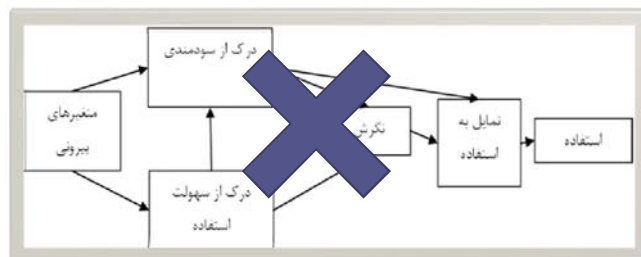 درک از سودمندی
متغیرهای
بیرونی
نگرش
تمایل به
استفاده
استفاده
درک از سهولت
استفاده